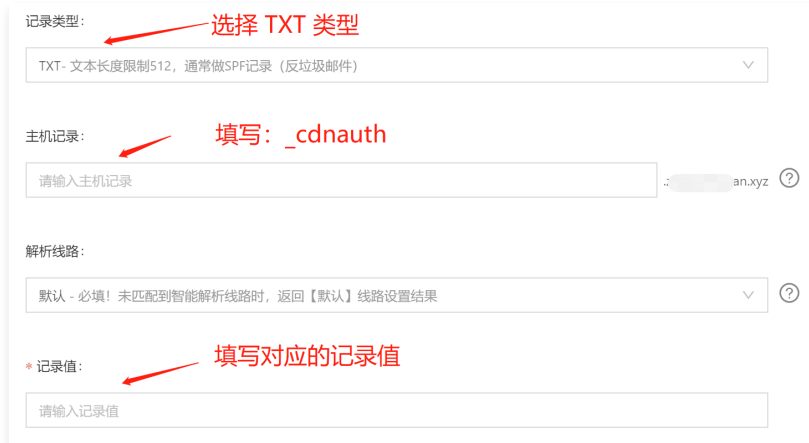 记录类型:
选择 TXT 类型
TXT- 文本长度限制512，通常做SPF记录（反垃圾邮件）
主机记录:
填写：_cdnauth
请输入主机记录
an.xyz
解析线路:
默认 - 必填！未匹配到智能解析线路时，返回【默认】线路设置结果
* 记录值:
填写对应的记录值
请输入记录值